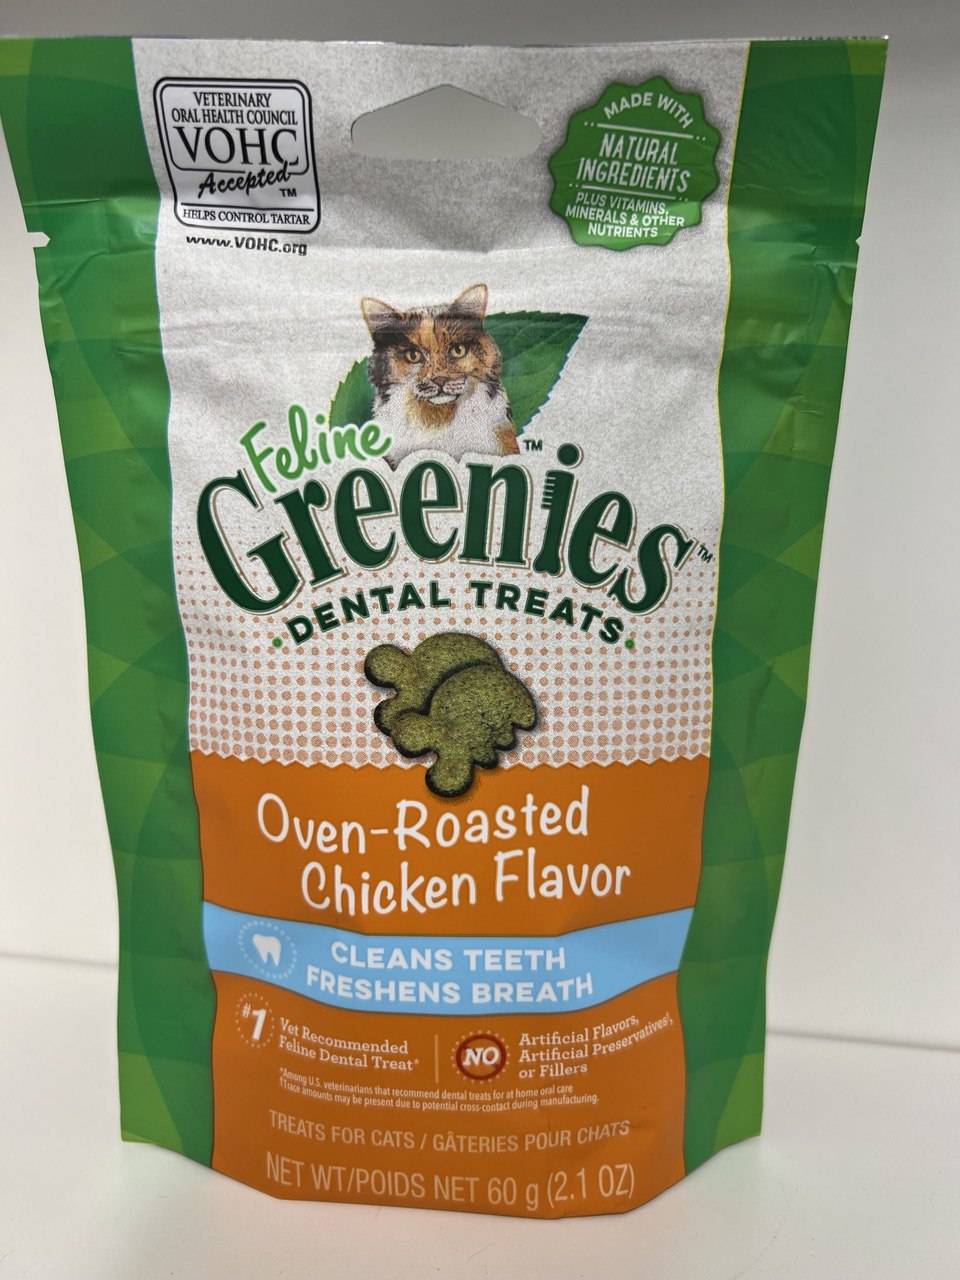 VETERINARY
ORAL HEALTH COUNCIL
VOHC
Accepted™
HELPS CONTROL TARTAR
www.VOHC.org
MADE WITH
NATURAL
INGREDIENTS
PLUS VITAMINS,
MINERALS & OTHER
NUTRIENTS
™
Feline
Greenies™
DENTAL TREATS
Oven-Roasted
Chicken Flavor
CLEANS TEETH
FRESHENS BREATH
#1
Vet Recommended
Feline Dental Treat*
NO
Artificial Flavors,
Artificial Preservatives†,
or Fillers
*Among U.S. veterinarians that recommend dental treats for at home oral care
†Trace amounts may be present due to potential cross-contact during manufacturing.
TREATS FOR CATS / GÂTERIES POUR CHATS
NET WT/POIDS NET 60 g (2.1 OZ)